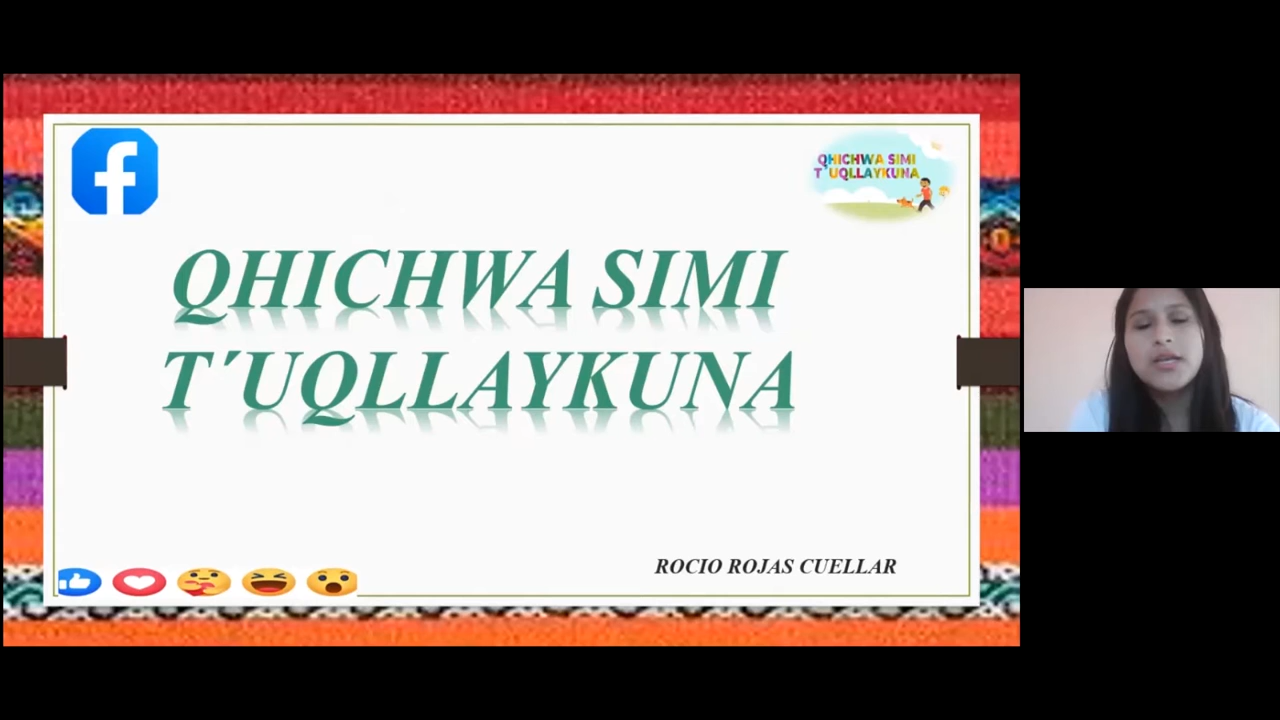 QHICHWA SIMI
T´UQLLAYKUNA
QHICHWA SIMI
T´UQLLAYKUNA
ROCIO ROJAS CUELLAR